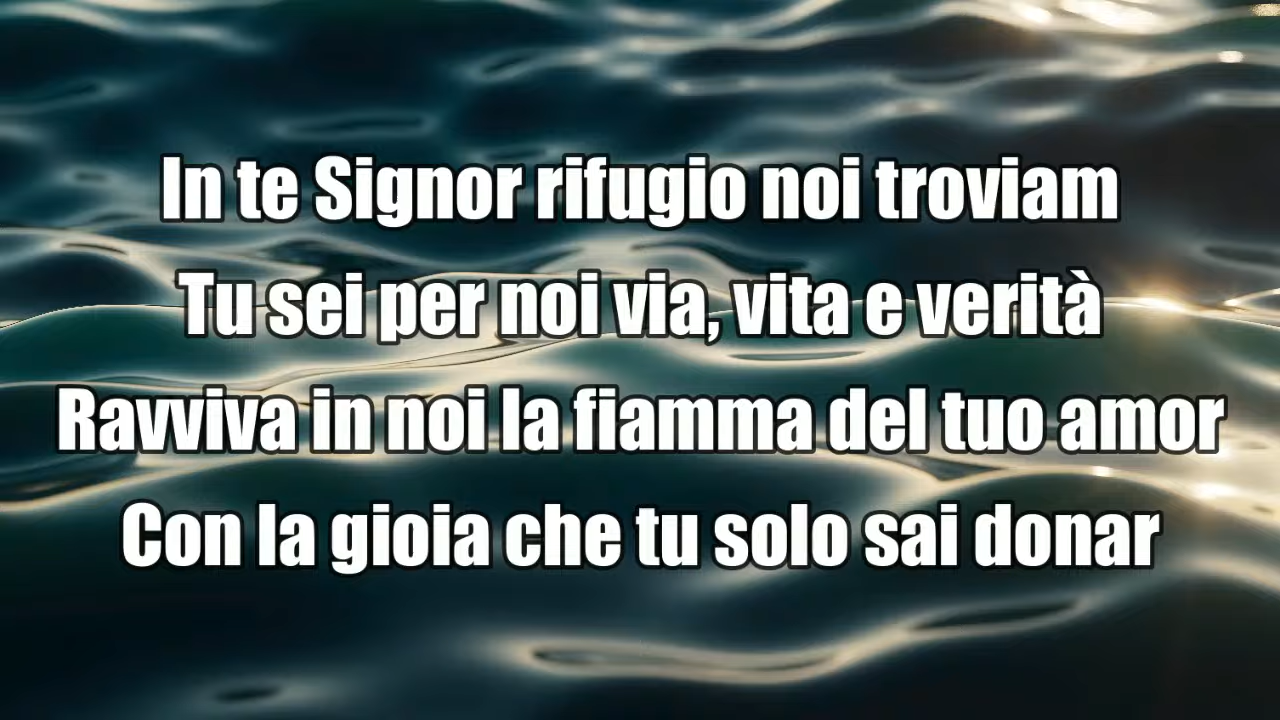 In te Signor rifugio noi troviam
Tu sei per noi via, vita e verità
Ravviva in noi la fiamma del tuo amor
Con la gioia che tu solo sai donar